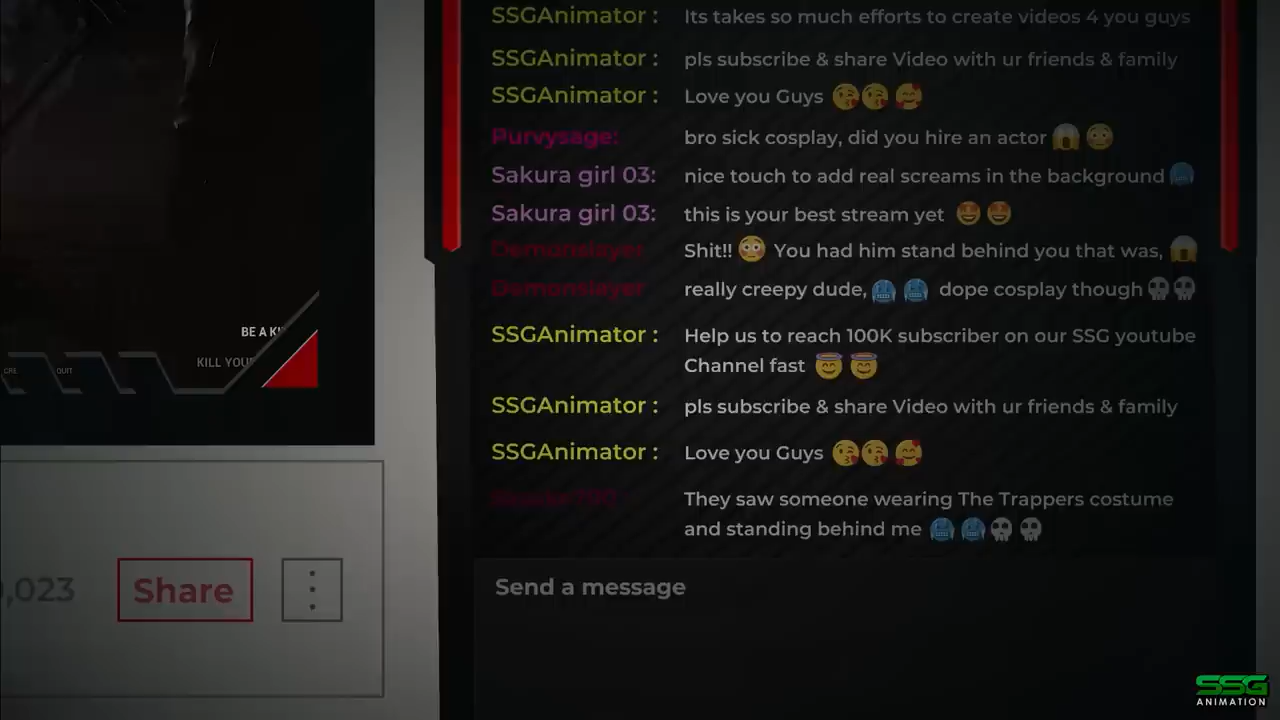 SSGAnimator : Its takes so much efforts to create videos 4 you guys
SSGAnimator : pls subscribe & share Video with ur friends & family
SSGAnimator : Love you Guys 😘😘🥰
Purvysage: bro sick cosplay, did you hire an actor 😱😳
Sakura girl 03: nice touch to add real screams in the background 🥶
Sakura girl 03: this is your best stream yet 🤩🤩
Demunslayer Shit!! 😳 You had him stand behind you that was, 😱
Demonslayer really creepy dude, 🥶🥶 dope cosplay though 💀💀
SSGAnimator : Help us to reach 100K subscriber on our SSG youtube
Channel fast 😇😇
SSGAnimator : pls subscribe & share Video with ur friends & family
SSGAnimator : Love you Guys 😘😘🥰
They saw someone wearing The Trappers costume
and standing behind me 🥶🥶💀💀
Send a message
BE A
KILL YOUR
QUIT
,023
Share
SSG
ANIMATION